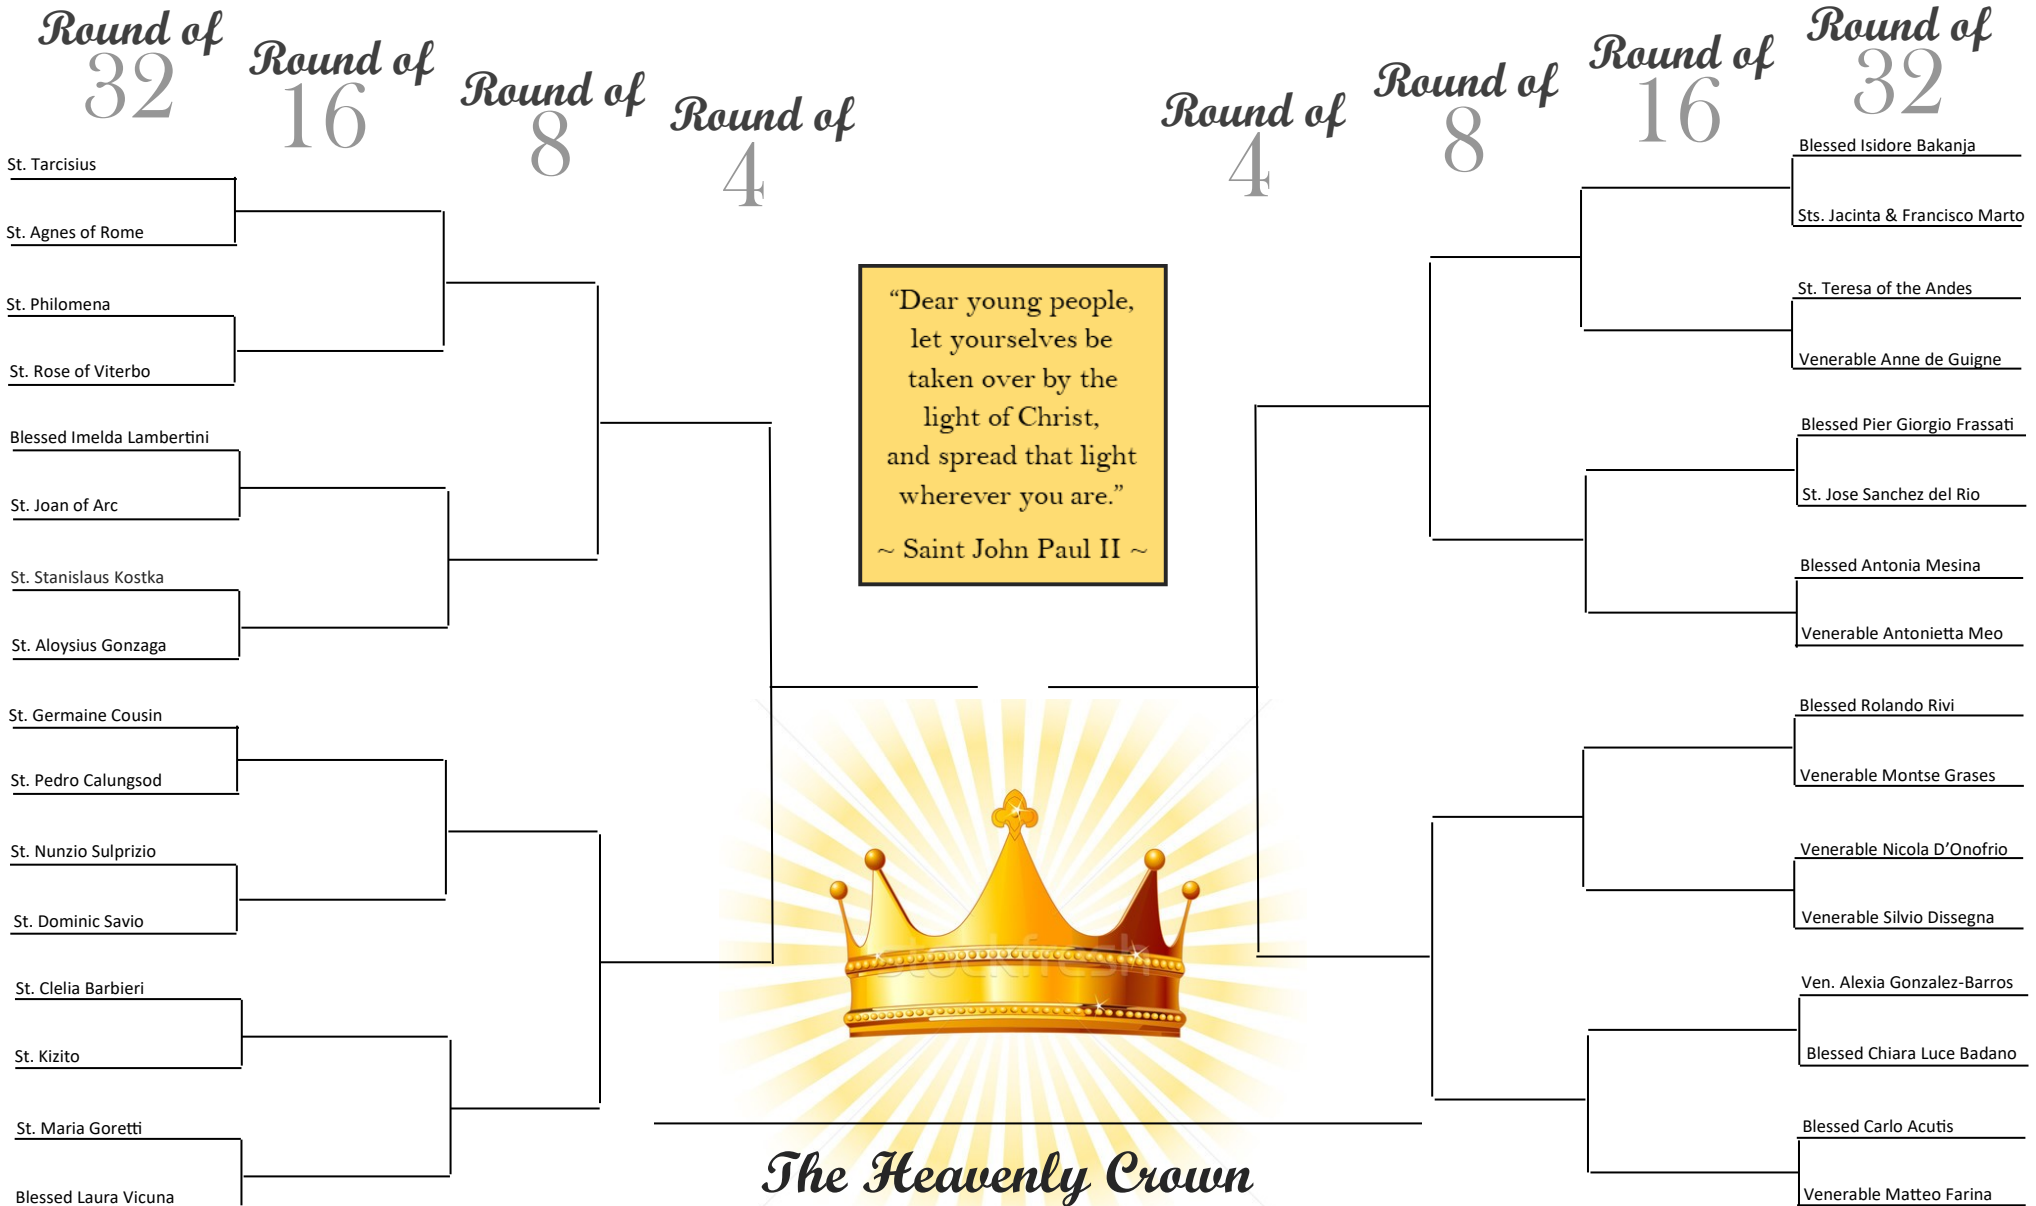 Round of
32
Round of
16
Round of
8
Round of
4
Round of
4
Round of
8
Round of
16
Round of
32
St. Tarcisius
St. Agnes of Rome
St. Philomena
St. Rose of Viterbo
Blessed Imelda Lambertini
St. Joan of Arc
St. Stanislaus Kostka
St. Aloysius Gonzaga
St. Germaine Cousin
St. Pedro Calungsod
St. Nunzio Sulprizio
St. Dominic Savio
St. Clelia Barbieri
St. Kizito
St. Maria Goretti
Blessed Laura Vicuna
“Dear young people,
let yourselves be
taken over by the
light of Christ,
and spread that light
wherever you are.”
~ Saint John Paul II ~
stockfresh
The Heavenly Crown
Blessed Isidore Bakanja
Sts. Jacinta & Francisco Marto
St. Teresa of the Andes
Venerable Anne de Guigne
Blessed Pier Giorgio Frassati
St. Jose Sanchez del Rio
Blessed Antonia Mesina
Venerable Antonietta Meo
Blessed Rolando Rivi
Venerable Montse Grases
Venerable Nicola D’Onofrio
Venerable Silvio Dissegna
Ven. Alexia Gonzalez-Barros
Blessed Chiara Luce Badano
Blessed Carlo Acutis
Venerable Matteo Farina